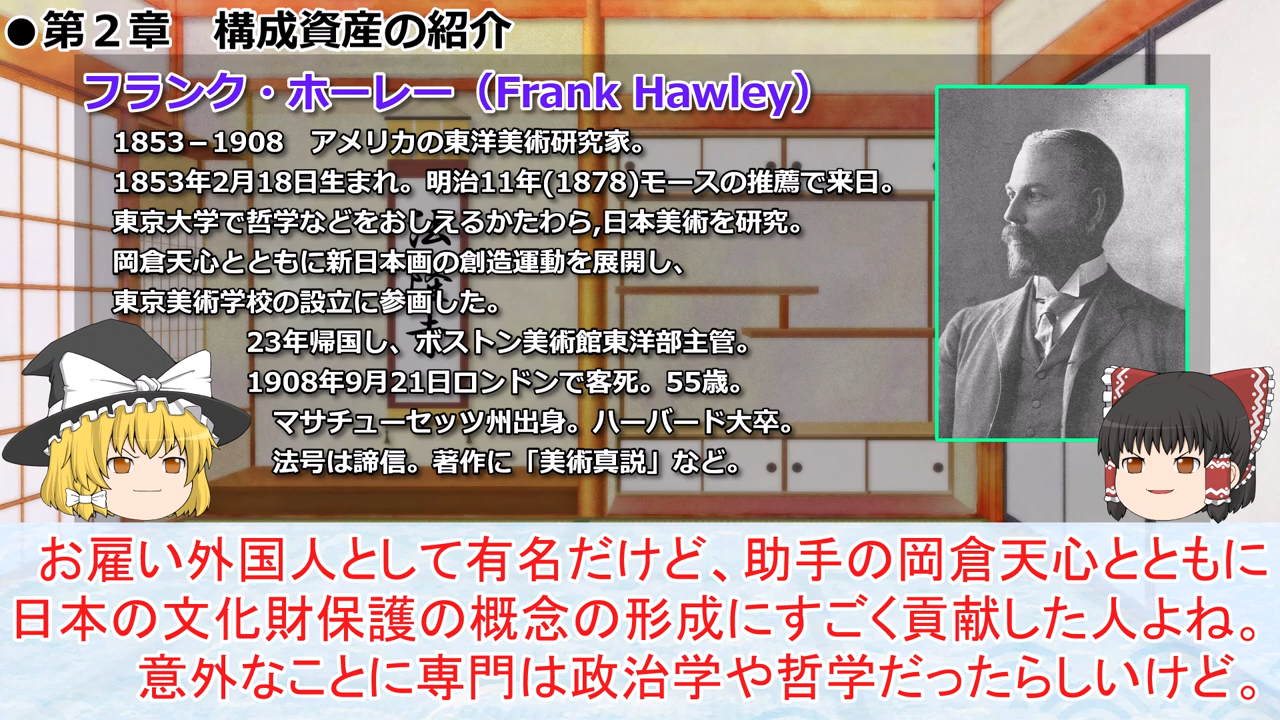 ●第２章　構成資産の紹介
フランク・ホーレー（Frank Hawley）
1853－1908　アメリカの東洋美術研究家。
1853年2月18日生まれ。明治11年(1878)モースの推薦で来日。
東京大学で哲学などをおしえるかたわら,日本美術を研究。
岡倉天心とともに新日本画の創造運動を展開し、
東京美術学校の設立に参画した。
23年帰国し、ボストン美術館東洋部主管。
1908年9月21日ロンドンで客死。55歳。
マサチューセッツ州出身。ハーバード大卒。
法号は諦信。著作に「美術真説」など。
法隆寺
お雇い外国人として有名だけど、助手の岡倉天心とともに
日本の文化財保護の概念の形成にすごく貢献した人よね。
意外なことに専門は政治学や哲学だったらしいけど。